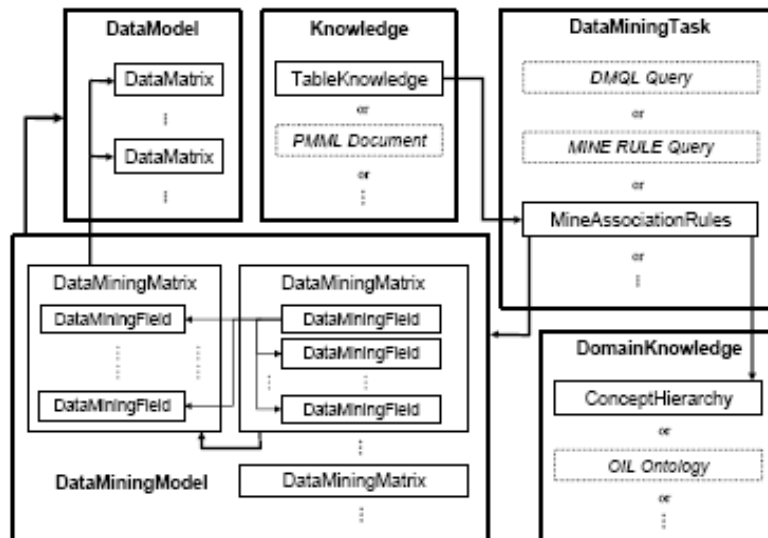 DataModel
DataMatrix
DataMatrix
Knowledge
TableKnowledge
or
PMML Document
or
DataMiningTask
DMQL Query
or
MINE RULE Query
or
MineAssociationRules
or
DataMiningMatrix
DataMiningField
DataMiningField
DataMiningMatrix
DataMiningField
DataMiningField
DataMiningField
DataMiningModel
DataMiningMatrix
DomainKnowledge
ConceptHierarchy
or
OIL Ontology
or